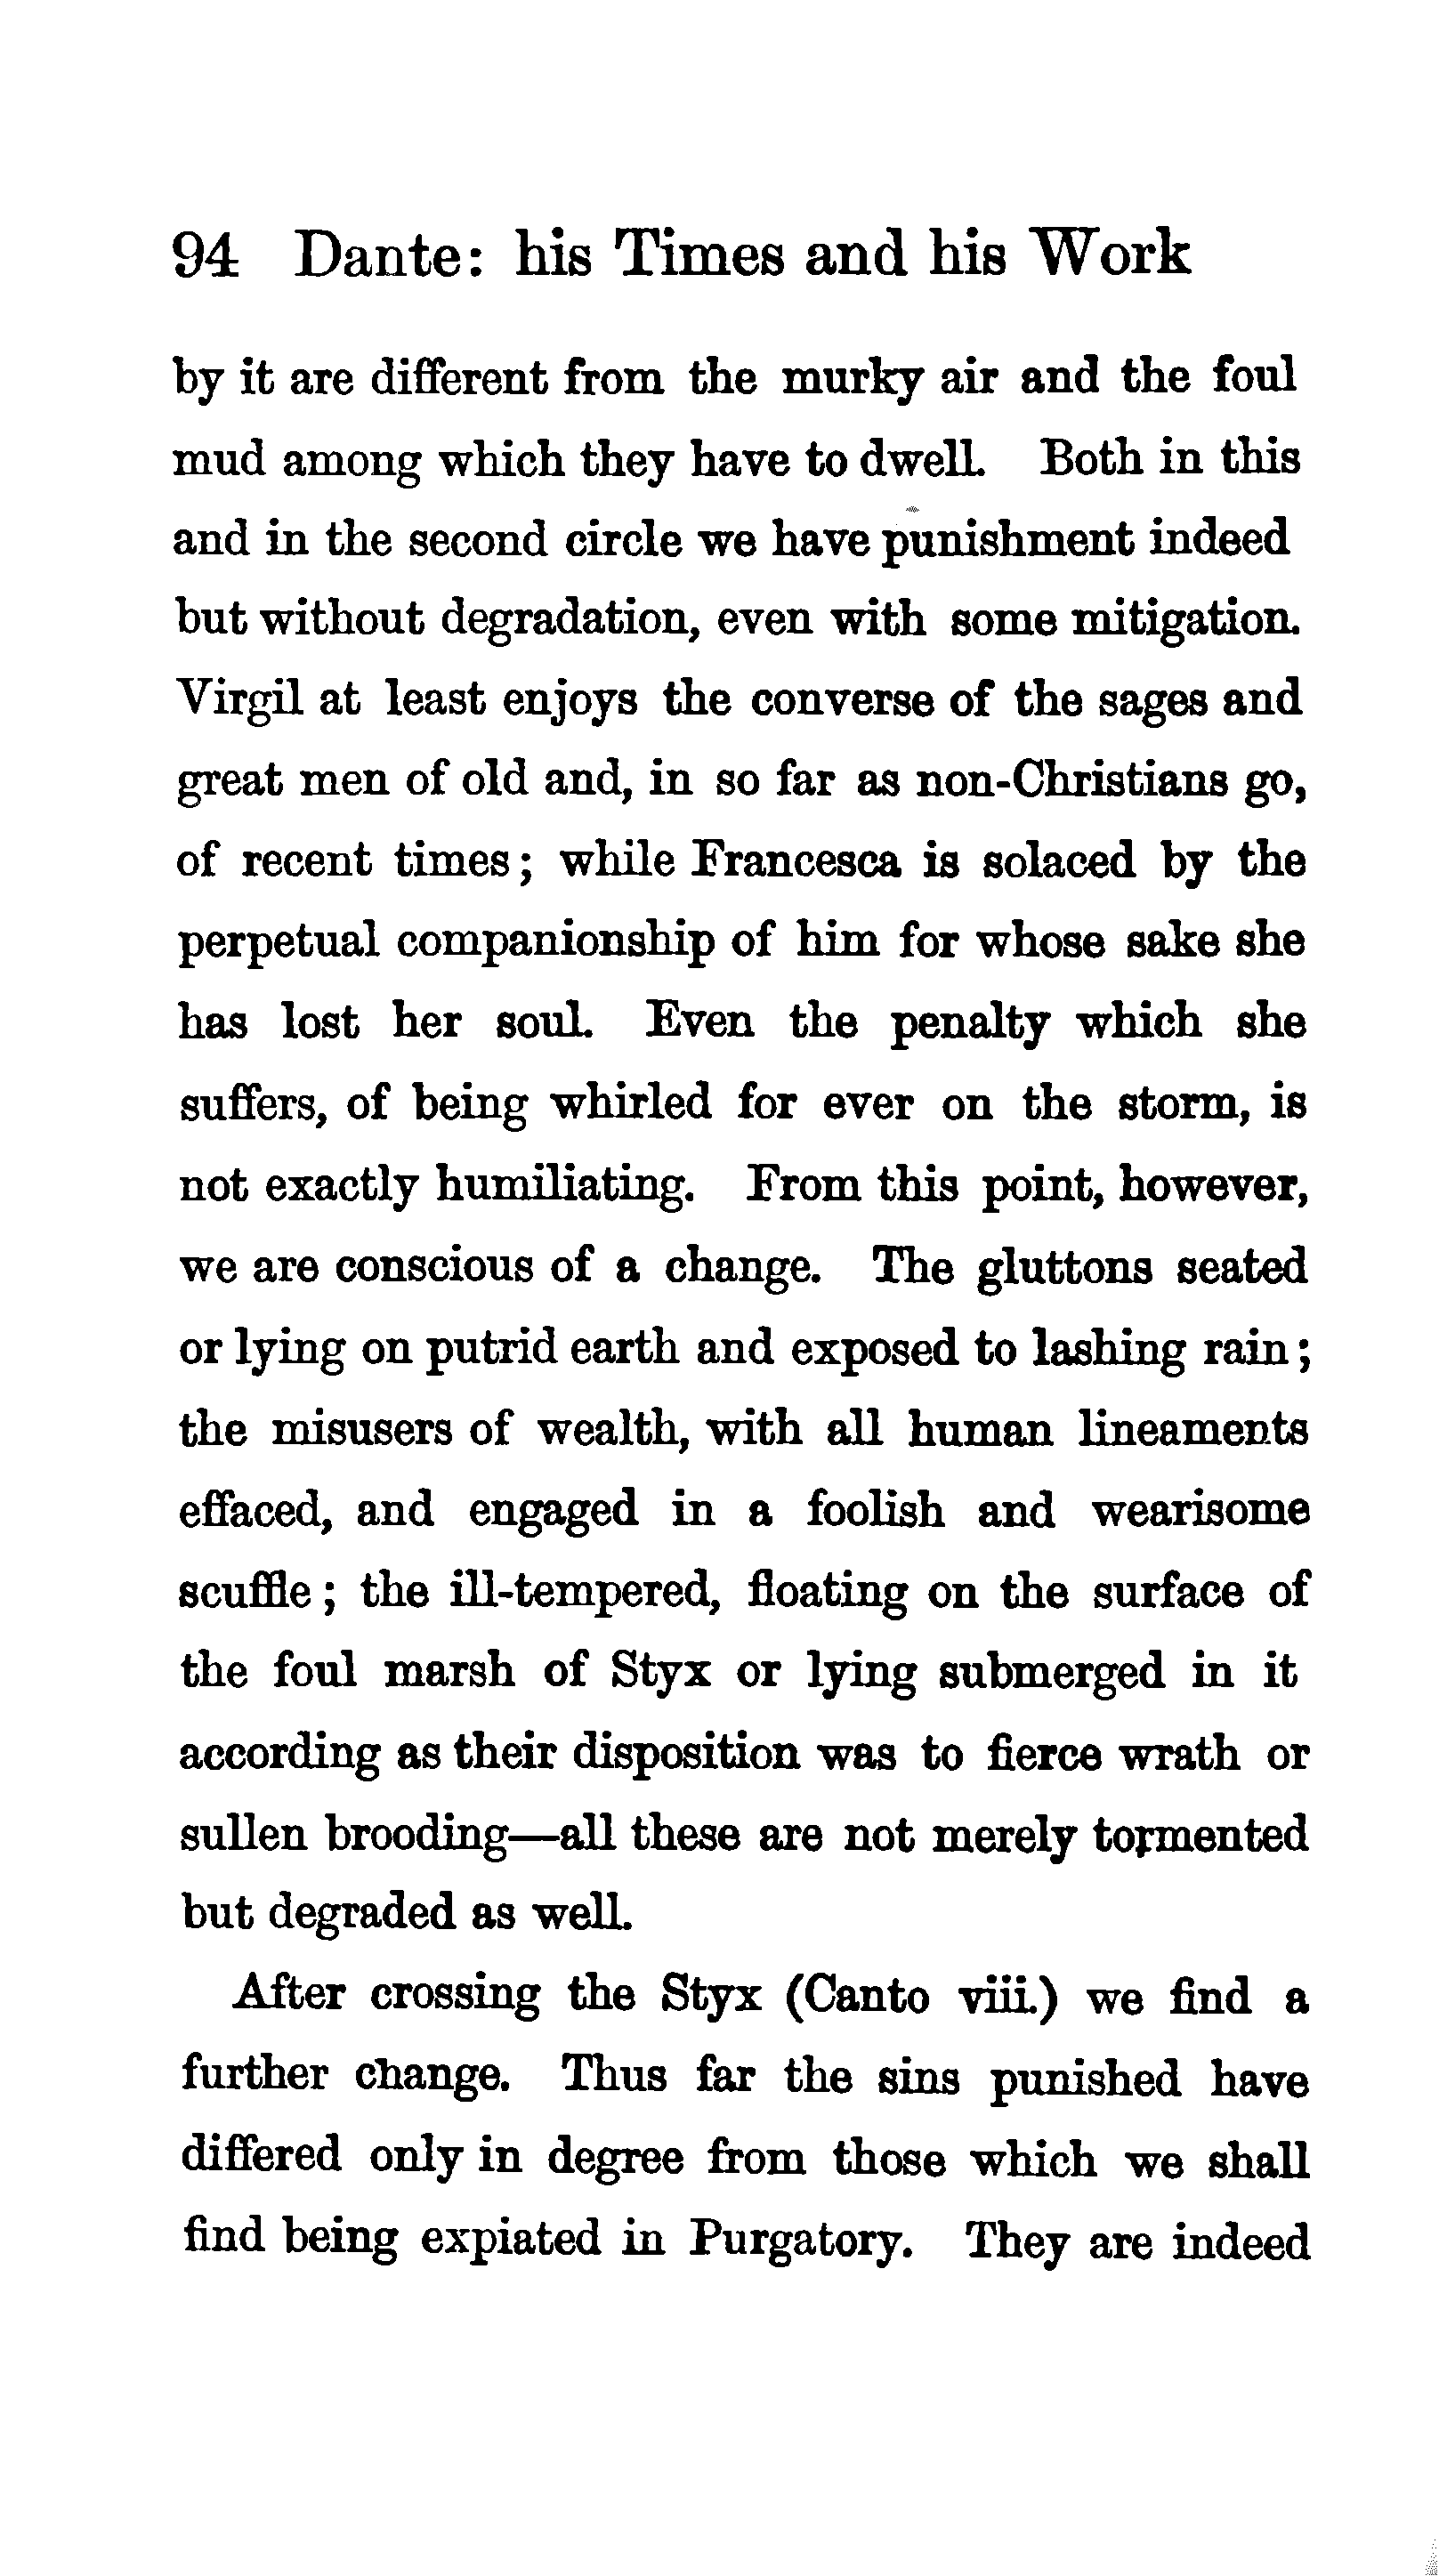 94 Dante: his Times and his Work
by it are different from the murky air and the foul
mud among which they have to dwell. Both in this
and in the second circle we have punishment indeed
but without degradation, even with some mitigation.
Virgil at least enjoys the converse of the sages and
great men of old and, in so far as non-Christians go,
of recent times; while Francesca is solaced by the
perpetual companionship of him for whose sake she
has lost her soul. Even the penalty which she
suffers, of being whirled for ever on the storm, is
not exactly humiliating. From this point, however,
we are conscious of a change. The gluttons seated
or lying on putrid earth and exposed to lashing rain;
the misusers of wealth, with all human lineaments
effaced, and engaged in a foolish and wearisome
scuffle; the ill-tempered, floating on the surface of
the foul marsh of Styx or lying submerged in it
according as their disposition was to fierce wrath or
sullen brooding—all these are not merely tormented
but degraded as well.
After crossing the Styx (Canto viii.) we find a
further change. Thus far the sins punished have
differed only in degree from those which we shall
find being expiated in Purgatory. They are indeed